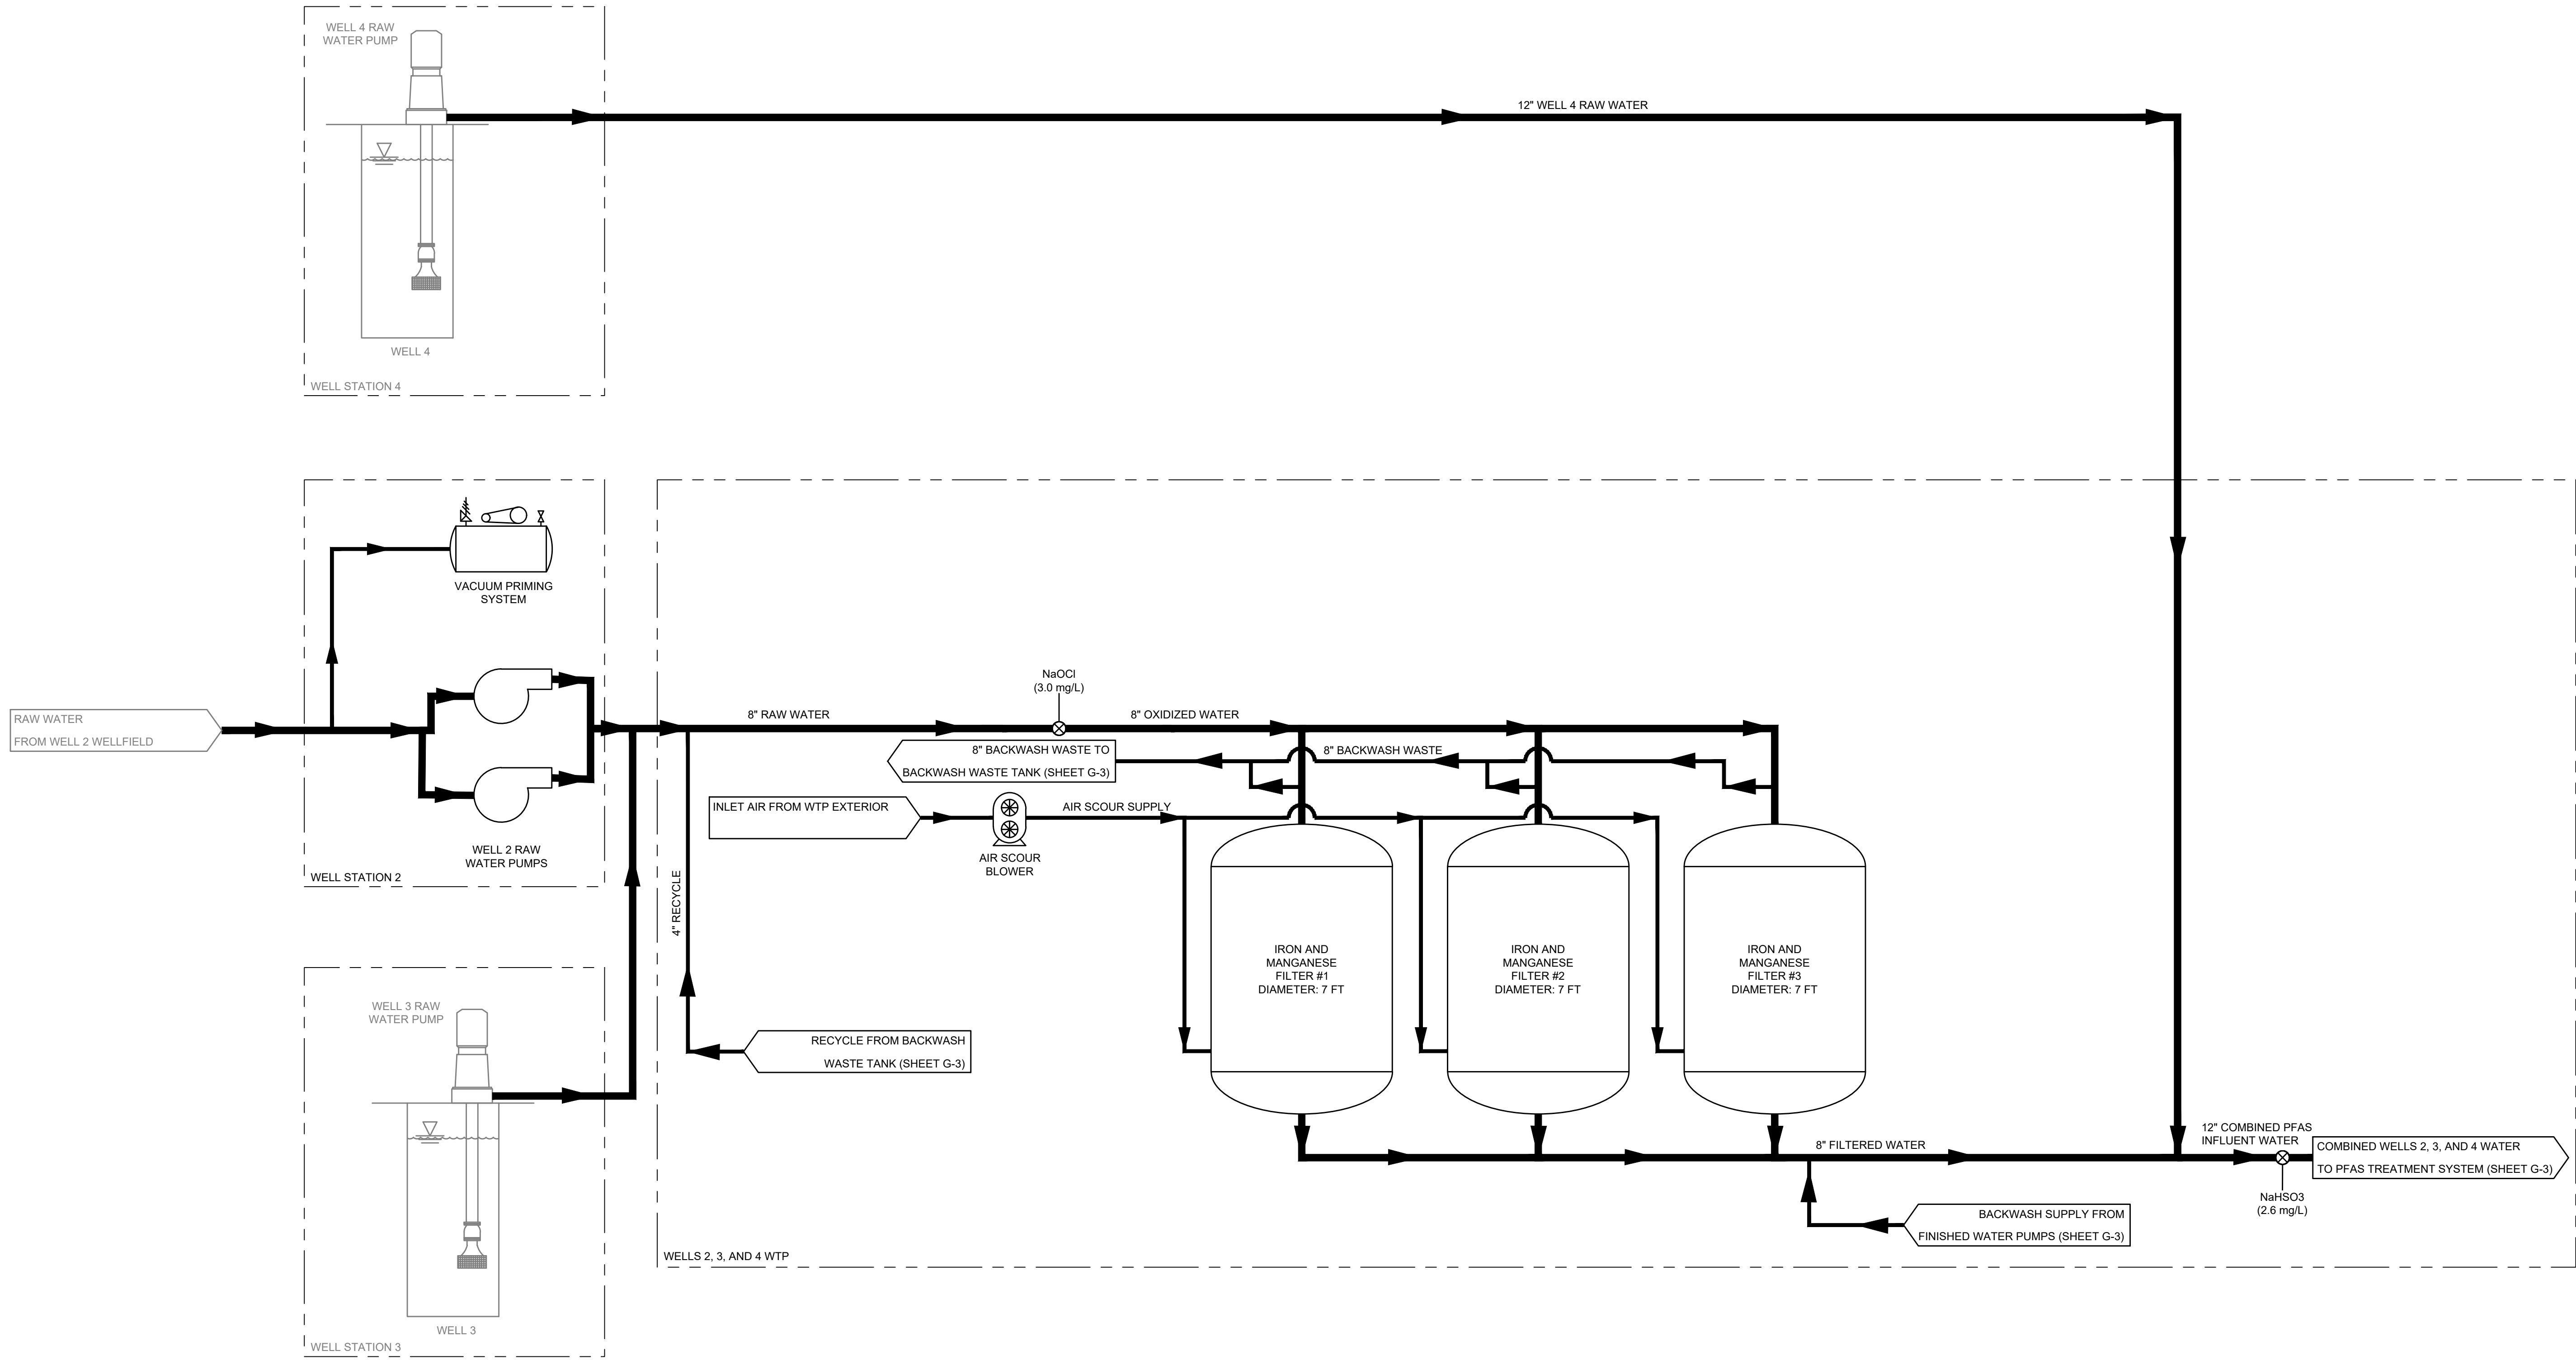 WELL 4 RAW
WATER PUMP
12" WELL 4 RAW WATER
WELL 4
WELL STATION 4
VACUUM PRIMING
SYSTEM
RAW WATER
FROM WELL 2 WELLFIELD
WELL 2 RAW
WATER PUMPS
WELL STATION 2
8" RAW WATER
NaOCl
(3.0 mg/L)
8" OXIDIZED WATER
8" BACKWASH WASTE TO
BACKWASH WASTE TANK (SHEET G-3)
8" BACKWASH WASTE
INLET AIR FROM WTP EXTERIOR
AIR SCOUR SUPPLY
AIR SCOUR
BLOWER
4" RECYCLE
IRON AND
MANGANESE
FILTER #1
DIAMETER: 7 FT
IRON AND
MANGANESE
FILTER #2
DIAMETER: 7 FT
IRON AND
MANGANESE
FILTER #3
DIAMETER: 7 FT
RECYCLE FROM BACKWASH
WASTE TANK (SHEET G-3)
WELL 3 RAW
WATER PUMP
WELL 3
WELL STATION 3
8" FILTERED WATER
12" COMBINED PFAS
INFLUENT WATER
COMBINED WELLS 2, 3, AND 4 WATER
TO PFAS TREATMENT SYSTEM (SHEET G-3)
NaHSO3
(2.6 mg/L)
BACKWASH SUPPLY FROM
FINISHED WATER PUMPS (SHEET G-3)
WELLS 2, 3, AND 4 WTP